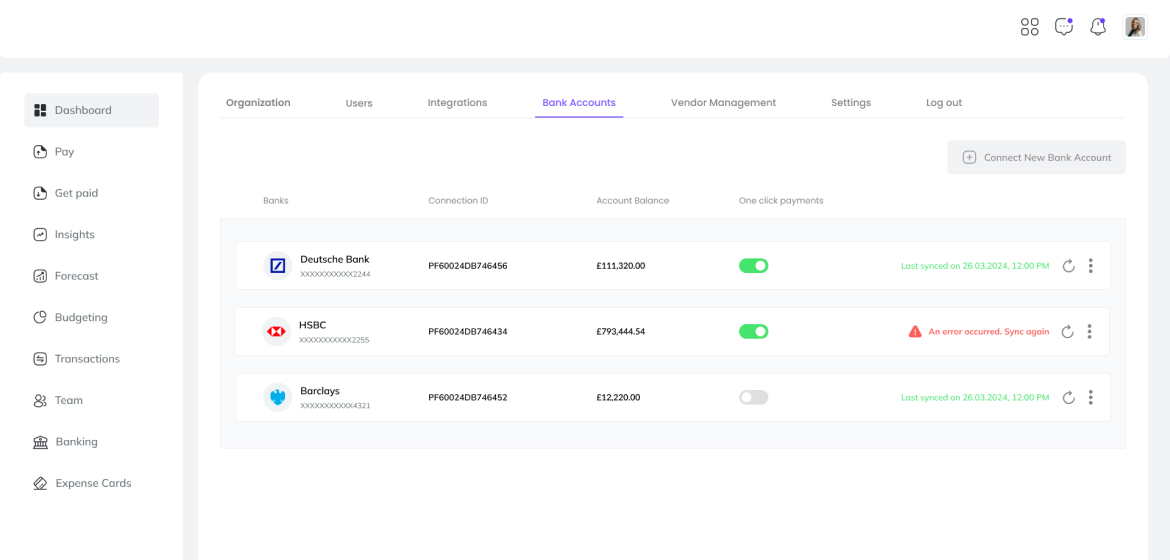 Dashboard
Pay
Get paid
Insights
Forecast
Budgeting
Transactions
Team
Banking
Expense Cards
Organization Users Integrations Bank Accounts Vendor Management Settings Log out
Connect New Bank Account
Banks Connection ID Account Balance One click payments
Deutsche Bank
XXXXXXXXXXX2244
PF60024DB746456 £111,320.00 Last synced on 26.03.2024, 12:00 PM
HSBC
XXXXXXXXXXX2255
PF60024DB746434 £793,444.54 An error occurred. Sync again
Barclays
XXXXXXXXXXX4321
PF60024DB746452 £12,220.00 Last synced on 26.03.2024, 12:00 PM